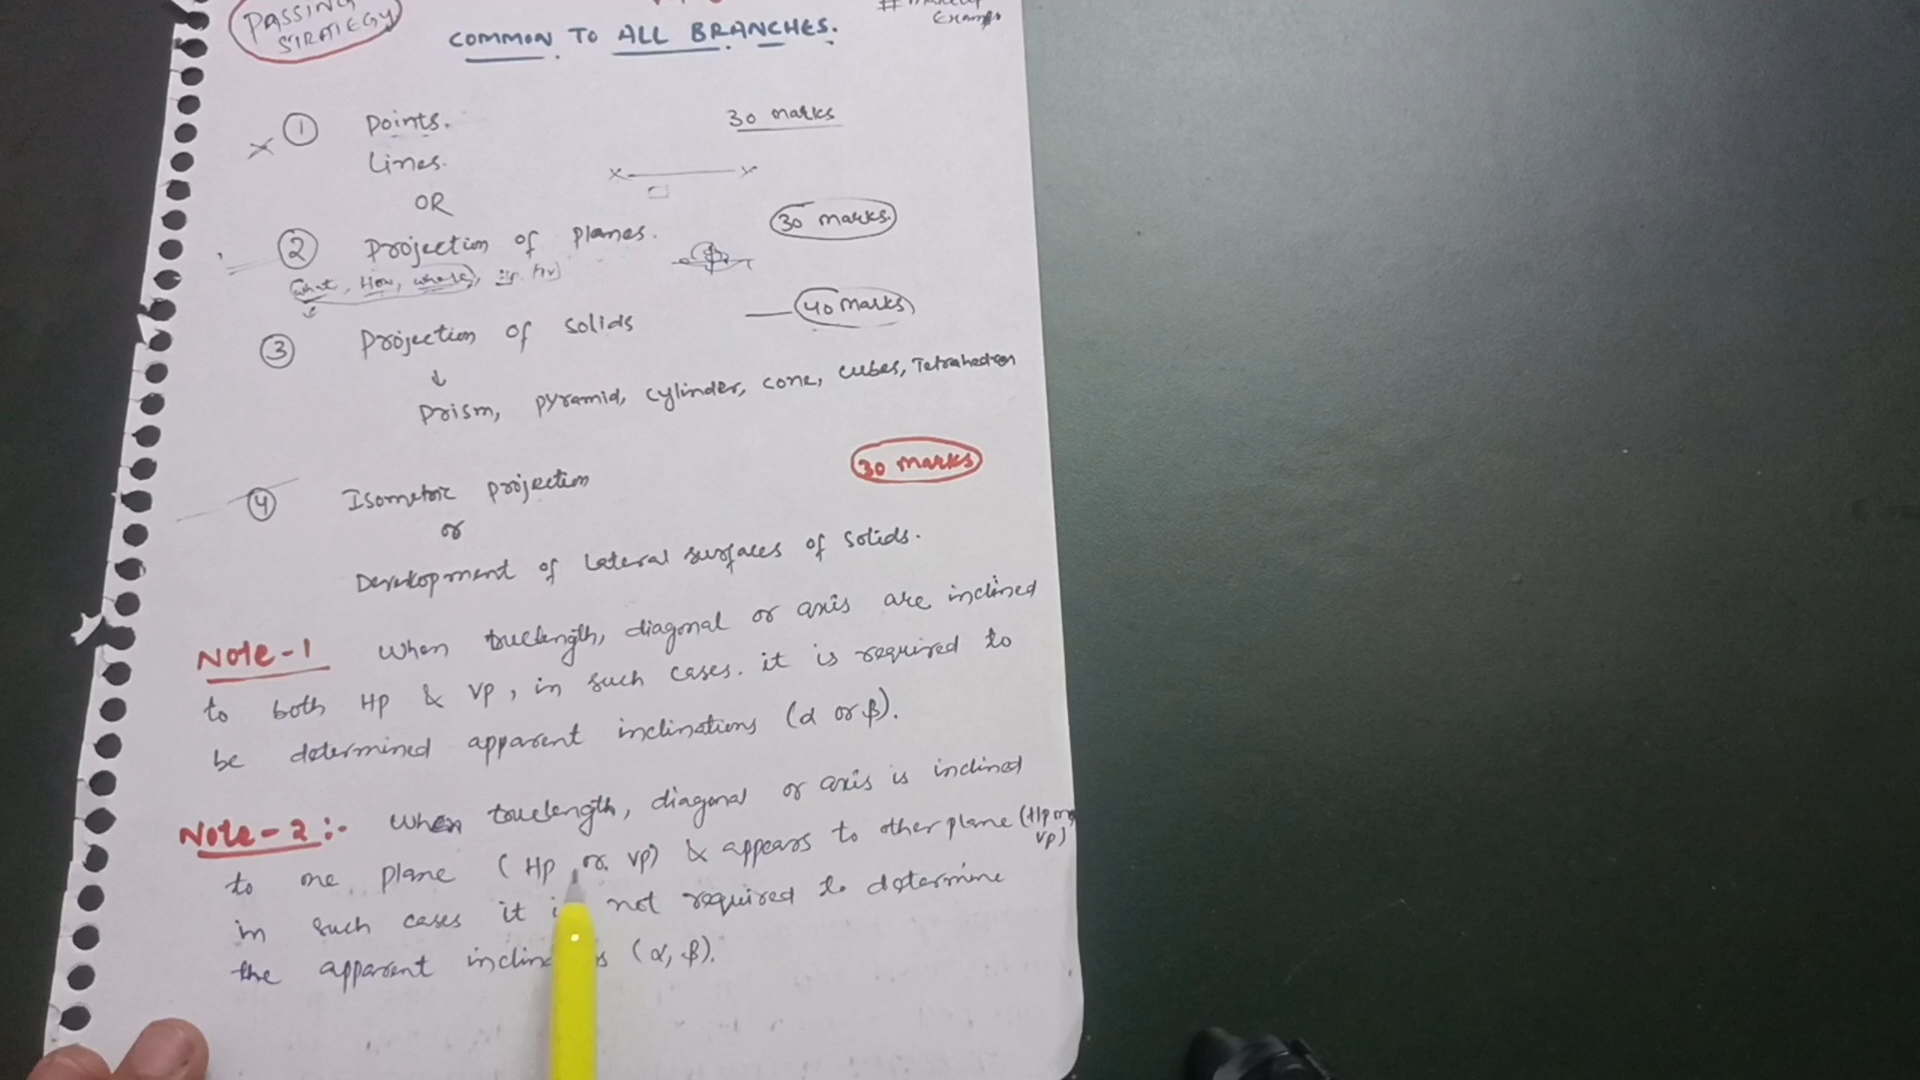 PASSING
STRATEGY
COMMON TO ALL BRANCHES.
Exams
① Points. 30 marks
Lines.
OR
② Projection of planes. 30 marks.
What, How, where,
③ Projection of solids 40 marks
Prism, pyramid, cylinder, cone, cubes, Tetrahedron
④ Isometric projection 30 marks
or
Development of Lateral surfaces of solids.
Note-1 When truelength, diagonal or axis are inclined
to both HP & VP, in such cases. it is required to
be determined apparent inclinations (α or β).
Note-2:- When truelength, diagonal or axis is inclined
to one plane (HP or VP) & appears to other plane (HP or
VP)
in such cases it not required to determine
the apparent (α, β).